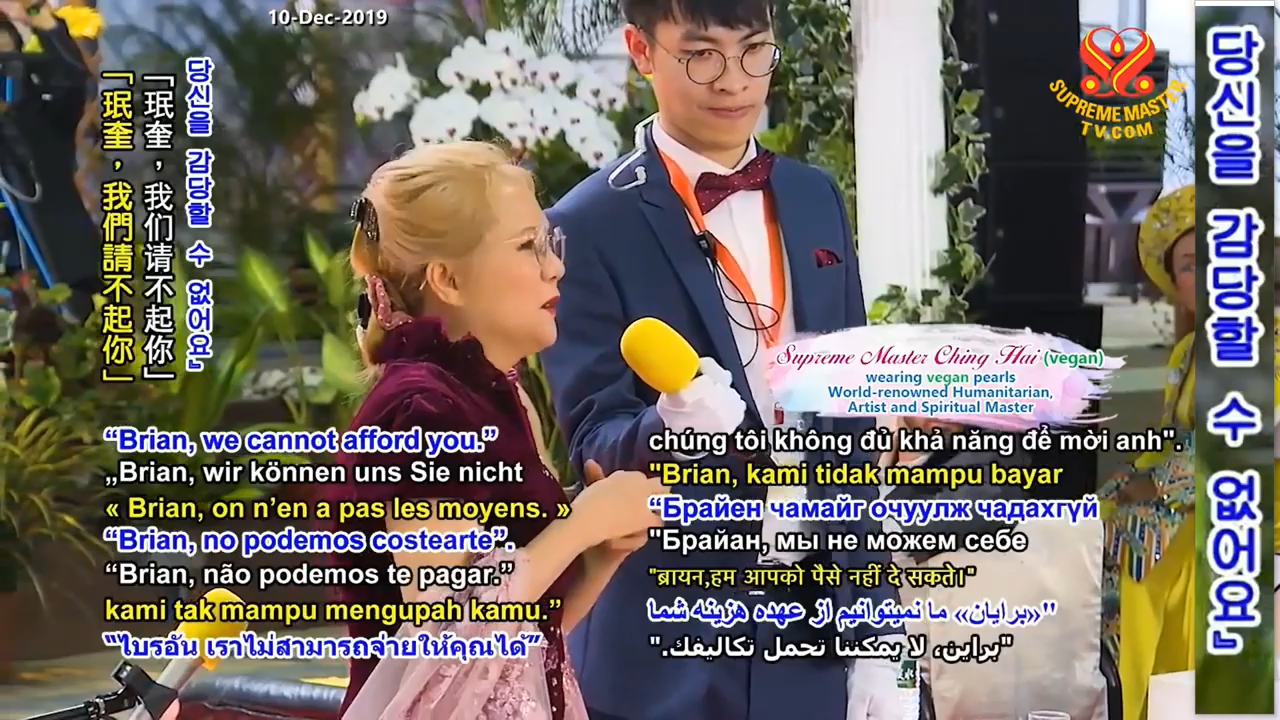 10-Dec-2019
당신을 감당할 수 없어요』
「珉奎，我们请不起你」
「珉奎，我們請不起你」
SUPREME MASTER
TV.COM
Supreme Master Ching Hai (vegan)
wearing vegan pearls
World-renowned Humanitarian,
Artist and Spiritual Master
“Brian, we cannot afford you.”
„Brian, wir können uns Sie nicht
« Brian, on n’en a pas les moyens. »
“Brian, no podemos costearte”.
“Brian, não podemos te pagar.”
kami tak mampu mengupah kamu.”
“ไบรอัน เราไม่สามารถจ่ายให้คุณได้”
chúng tôi không đủ khả năng để mời anh".
"Brian, kami tidak mampu bayar
“Брайен чамайг очуулж чадахгүй
"Брайан, мы не можем себе
"ब्रायन,हम आपको पैसे नहीं दे सकते।"
"«برایان» ما نمیتوانیم از عهده هزینه شما
"براين، لا يمكننا تحمل تكاليفك."
당신을 감당할 수 없어요』